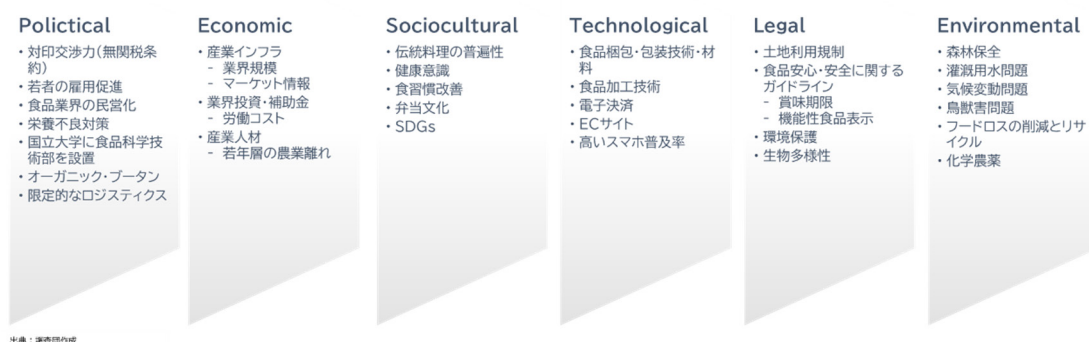 Polictical
・対印交渉力(無関税条
約)
・若者の雇用促進
・食品業界の民営化
・栄養不良対策
・国立大学に食品科学技
術部を設置
・オーガニック・ブータン
・限定的なロジスティクス
Economic
・産業インフラ
- 業界規模
- マーケット情報
・業界投資・補助金
- 労働コスト
・産業人材
- 若年層の農業離れ
Sociocultural
・伝統料理の普遍性
・健康意識
・食習慣改善
・弁当文化
・SDGs
Technological
・食品梱包・包装技術・材
料
・食品加工技術
・電子決済
・ECサイト
・高いスマホ普及率
Legal
・土地利用規制
・食品安心・安全に関する
ガイドライン
- 賞味期限
- 機能性食品表示
・環境保護
・生物多様性
Environmental
・森林保全
・灌漑用水問題
・気候変動問題
・鳥獣害問題
・フードロスの削減とリサ
イクル
・化学農薬
出典：調査団作成